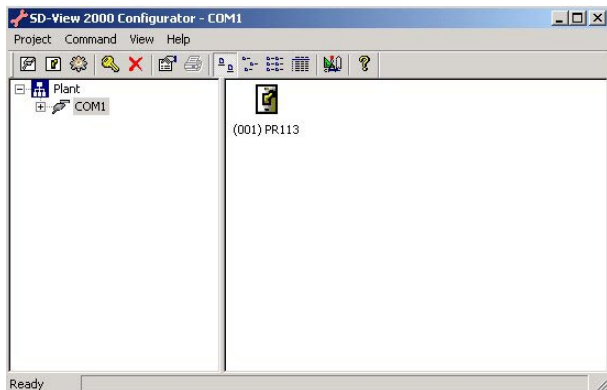 SD-View 2000 Configurator - COM1
Project Command View Help
Plant
COM1
(001) PR113
Ready